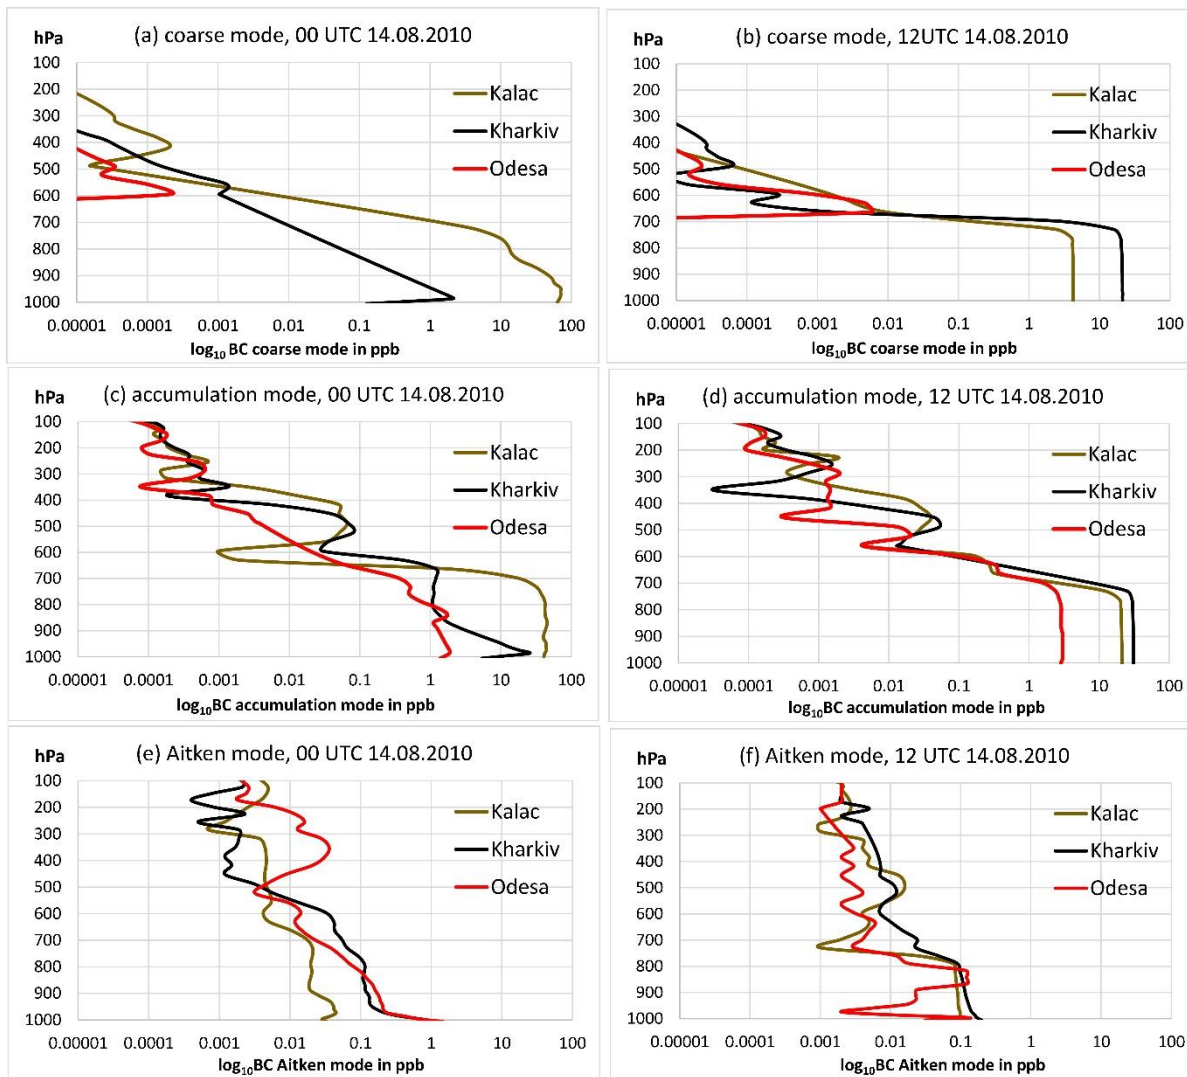 hPa
(a) coarse mode, 00 UTC 14.08.2010
100
200
300
400
500
600
700
800
900
1000
Kalac
Kharkiv
Odesa
0.00001 0.0001 0.001 0.01 0.1 1 10 100
log₁₀ BC coarse mode in ppb
hPa
(b) coarse mode, 12UTC 14.08.2010
100
200
300
400
500
600
700
800
900
1000
Kalac
Kharkiv
Odesa
0.00001 0.0001 0.001 0.01 0.1 1 10 100
log₁₀BC coarse mode in ppb
hPa
(c) accumulation mode, 00 UTC 14.08.2010
100
200
300
400
500
600
700
800
900
1000
Kalac
Kharkiv
Odesa
0.00001 0.0001 0.001 0.01 0.1 1 10 100
log₁₀BC accumulation mode in ppb
hPa
(d) accumulation mode, 12 UTC 14.08.2010
100
200
300
400
500
600
700
800
900
1000
Kalac
Kharkiv
Odesa
0.00001 0.0001 0.001 0.01 0.1 1 10 100
log₁₀BC accumulation mode in ppb
hPa
(e) Aitken mode, 00 UTC 14.08.2010
100
200
300
400
500
600
700
800
900
1000
Kalac
Kharkiv
Odesa
0.00001 0.0001 0.001 0.01 0.1 1 10 100
log₁₀BC Aitken mode in ppb
hPa
(f) Aitken mode, 12 UTC 14.08.2010
100
200
300
400
500
600
700
800
900
1000
Kalac
Kharkiv
Odesa
0.00001 0.0001 0.001 0.01 0.1 1 10 100
log₁₀BC Aitken mode in ppb